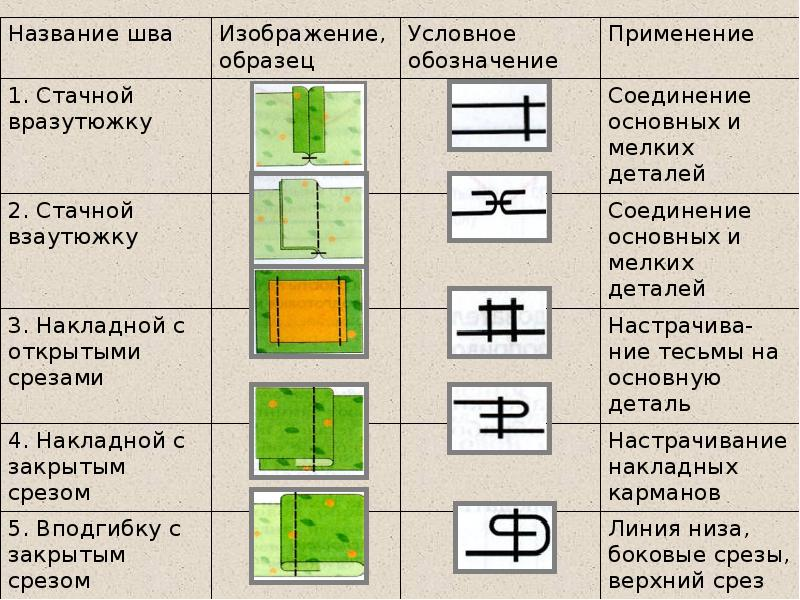 Название шва
Изображение,
образец
Условное
обозначение
Применение
1. Стачной
вразутюжку
Соединение
основных и
мелких
деталей
2. Стачной
взаутюжку
Соединение
основных и
мелких
деталей
3. Накладной с
открытыми
срезами
Настрачива-
ние тесьмы на
основную
деталь
4. Накладной с
закрытым
срезом
Настрачивание
накладных
карманов
5. Вподгибку с
закрытым
срезом
Линия низа,
боковые срезы,
верхний срез